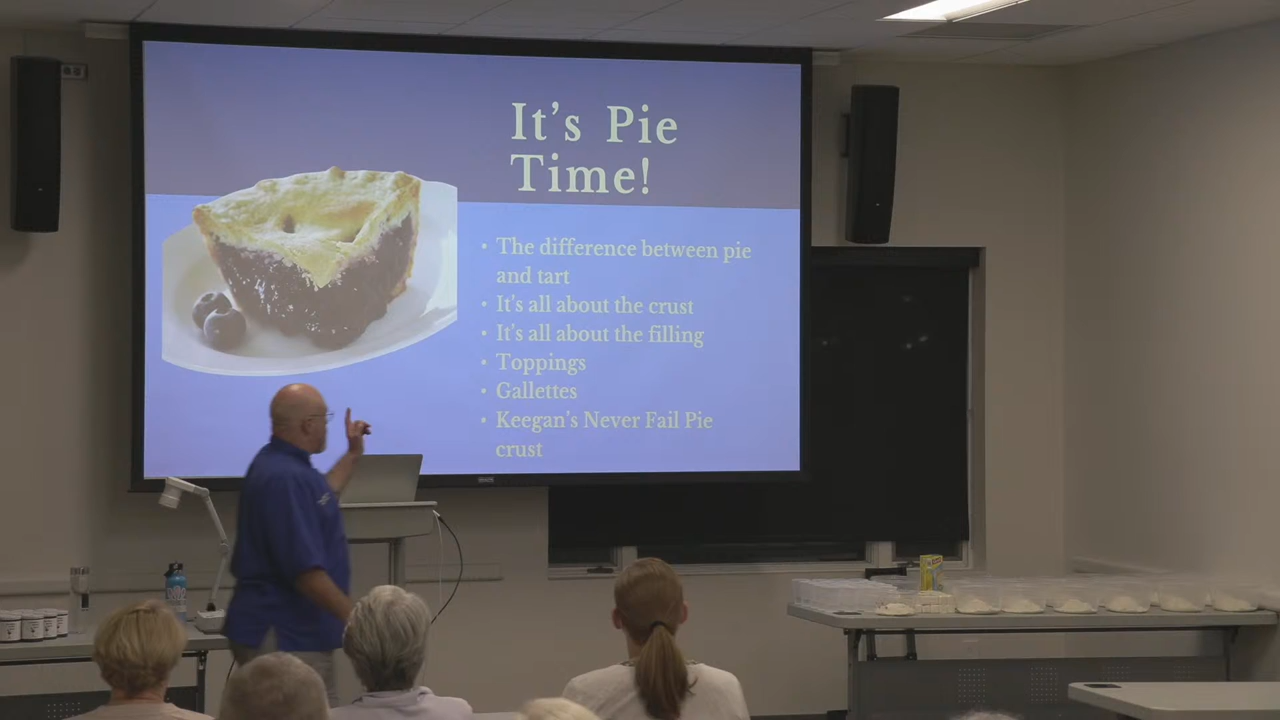 It's Pie
Time!
• The difference between pie
and tart
• It's all about the crust
• It's all about the filling
• Toppings
• Gallettes
• Keegan's Never Fail Pie
crust